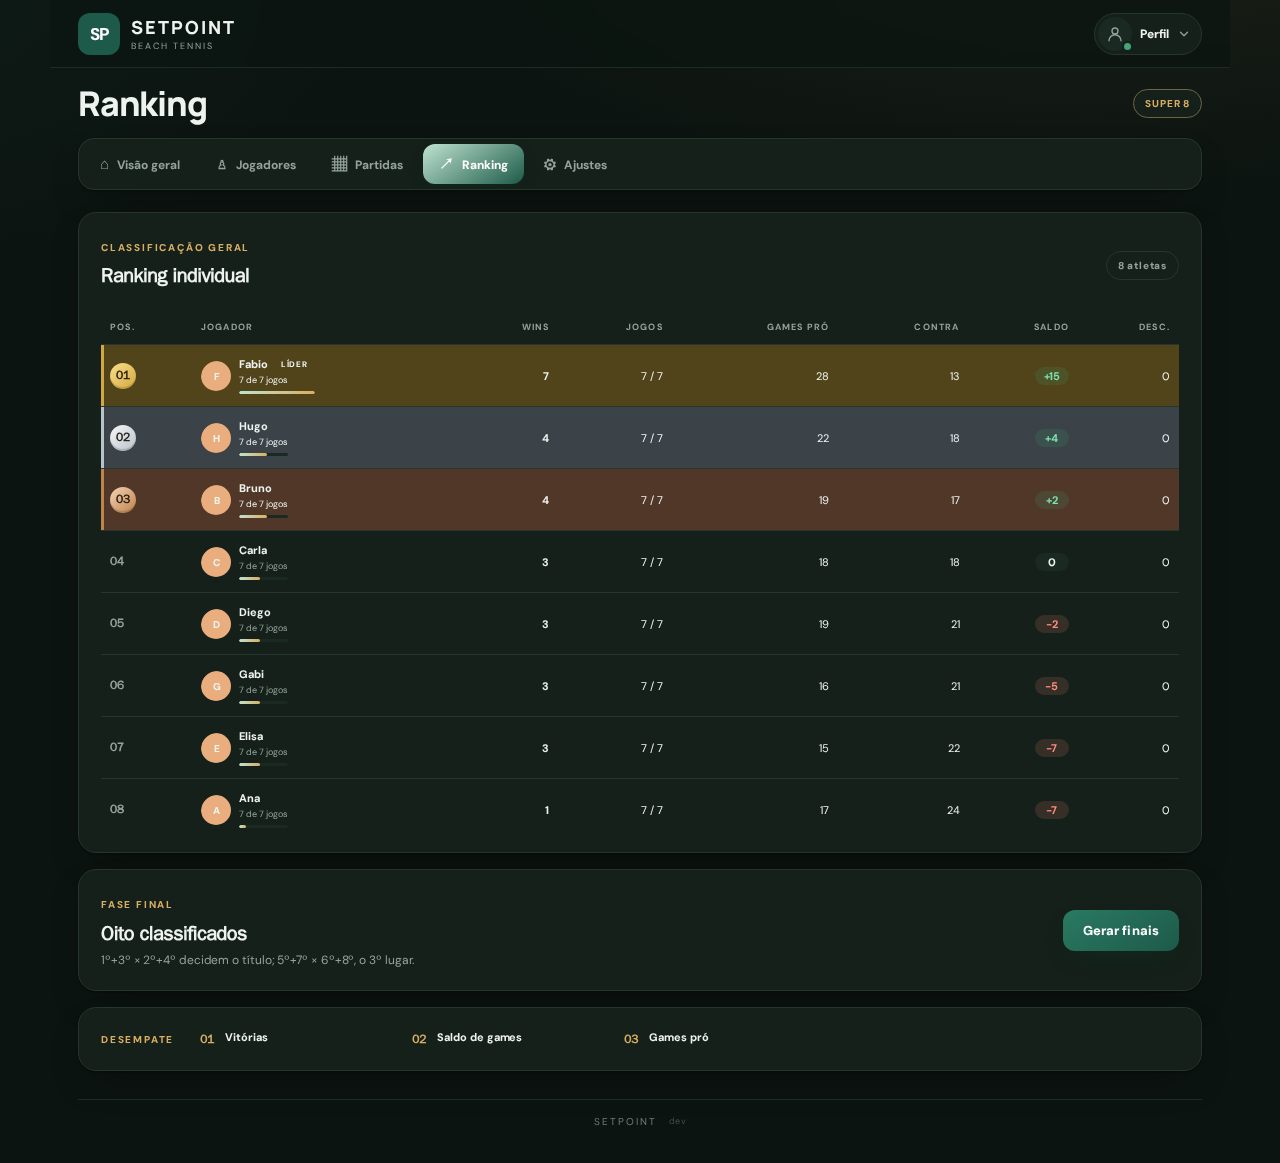 SP SETPOINT
BEACH TENNIS
Perfil
Ranking
SUPER 8
Visão geral Jogadores Partidas Ranking Ajustes
CLASSIFICAÇÃO GERAL
Ranking individual
8 atletas
POS. JOGADOR WINS JOGOS GAMES PRÓ CONTRA SALDO DESC.
01 F Fabio LÍDER 7 7 / 7 28 13 +15 0
7 de 7 jogos
02 H Hugo 4 7 / 7 22 18 +4 0
7 de 7 jogos
03 B Bruno 4 7 / 7 19 17 +2 0
7 de 7 jogos
04 C Carla 3 7 / 7 18 18 0 0
7 de 7 jogos
05 D Diego 3 7 / 7 19 21 -2 0
7 de 7 jogos
06 G Gabi 3 7 / 7 16 21 -5 0
7 de 7 jogos
07 E Elisa 3 7 / 7 15 22 -7 0
7 de 7 jogos
08 A Ana 1 7 / 7 17 24 -7 0
7 de 7 jogos
FASE FINAL
Oito classificados
1º+3º × 2º+4º decidem o título; 5º+7º × 6º+8º, o 3º lugar.
Gerar finais
DESEMPATE 01 Vitórias 02 Saldo de games 03 Games pró
SETPOINT dev